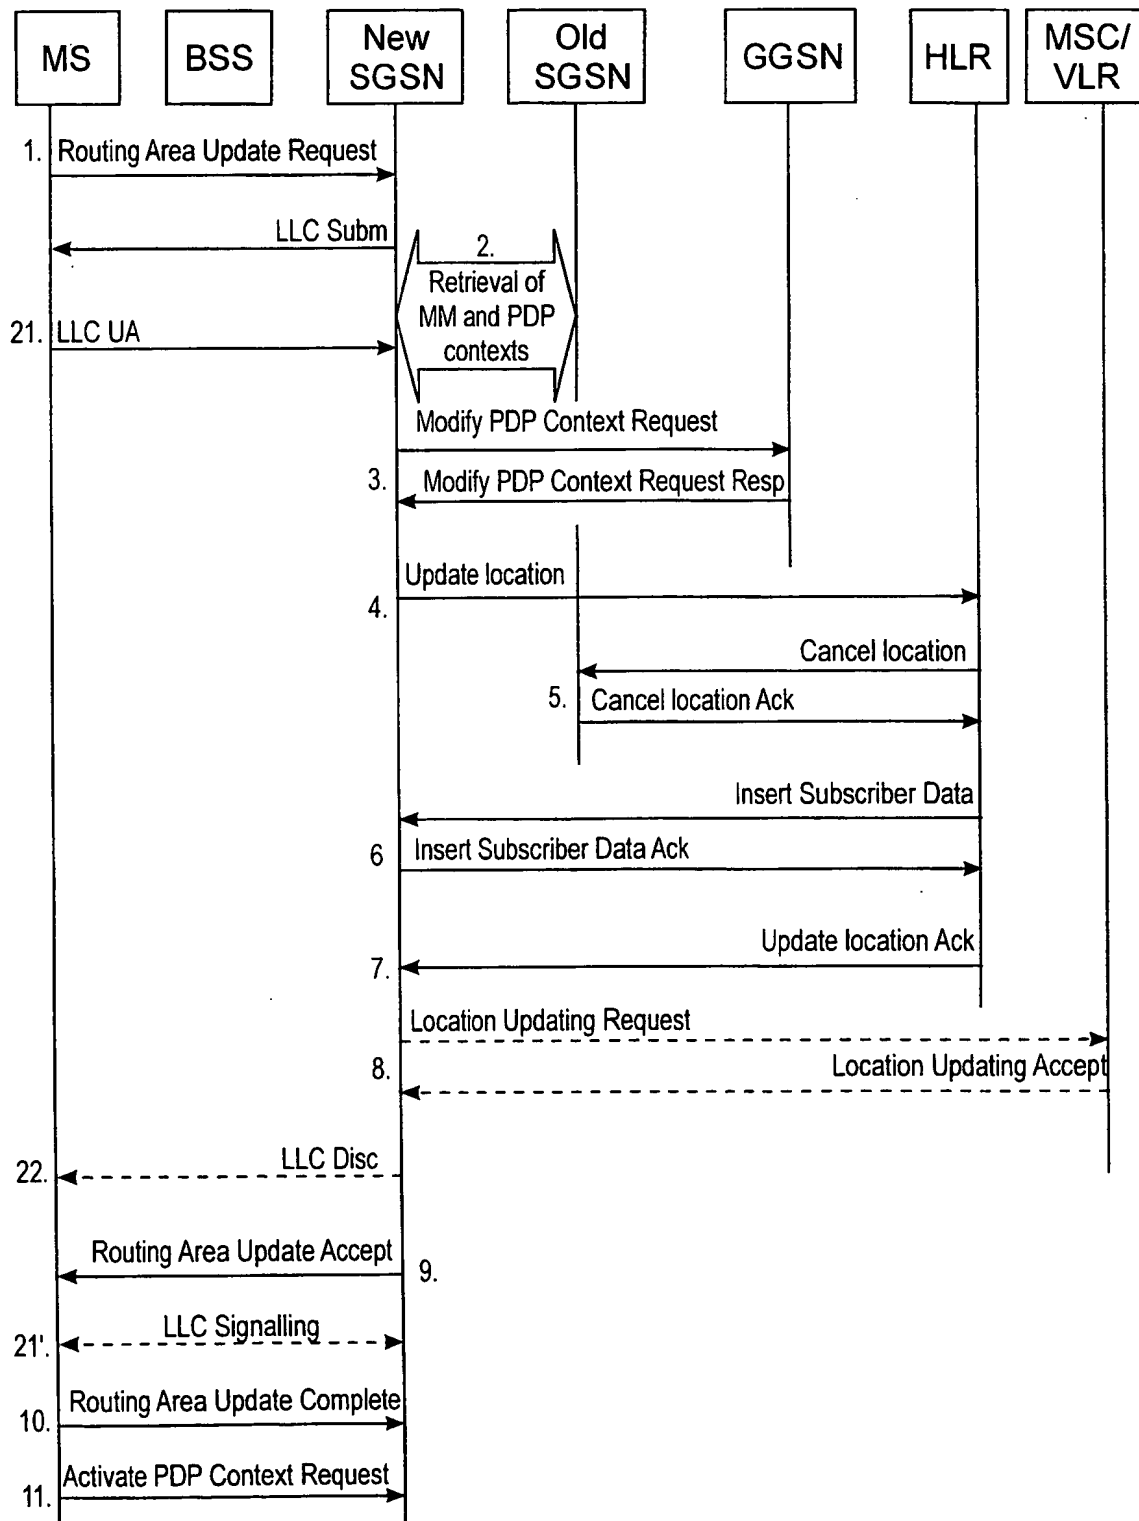 MS
BSS
New
SGSN
Old
SGSN
GGSN
HLR
MSC/
VLR
1. Routing Area Update Request
LLC Subm
2.
Retrieval of
MM and PDP
contexts
21. LLC UA
Modify PDP Context Request
3. Modify PDP Context Request Resp
Update location
4.
Cancel location
5. Cancel location Ack
Insert Subscriber Data
6 Insert Subscriber Data Ack
Update location Ack
7.
Location Updating Request
8. Location Updating Accept
22. LLC Disc
Routing Area Update Accept
9.
21'. LLC Signalling
Routing Area Update Complete
10.
Activate PDP Context Request
11.